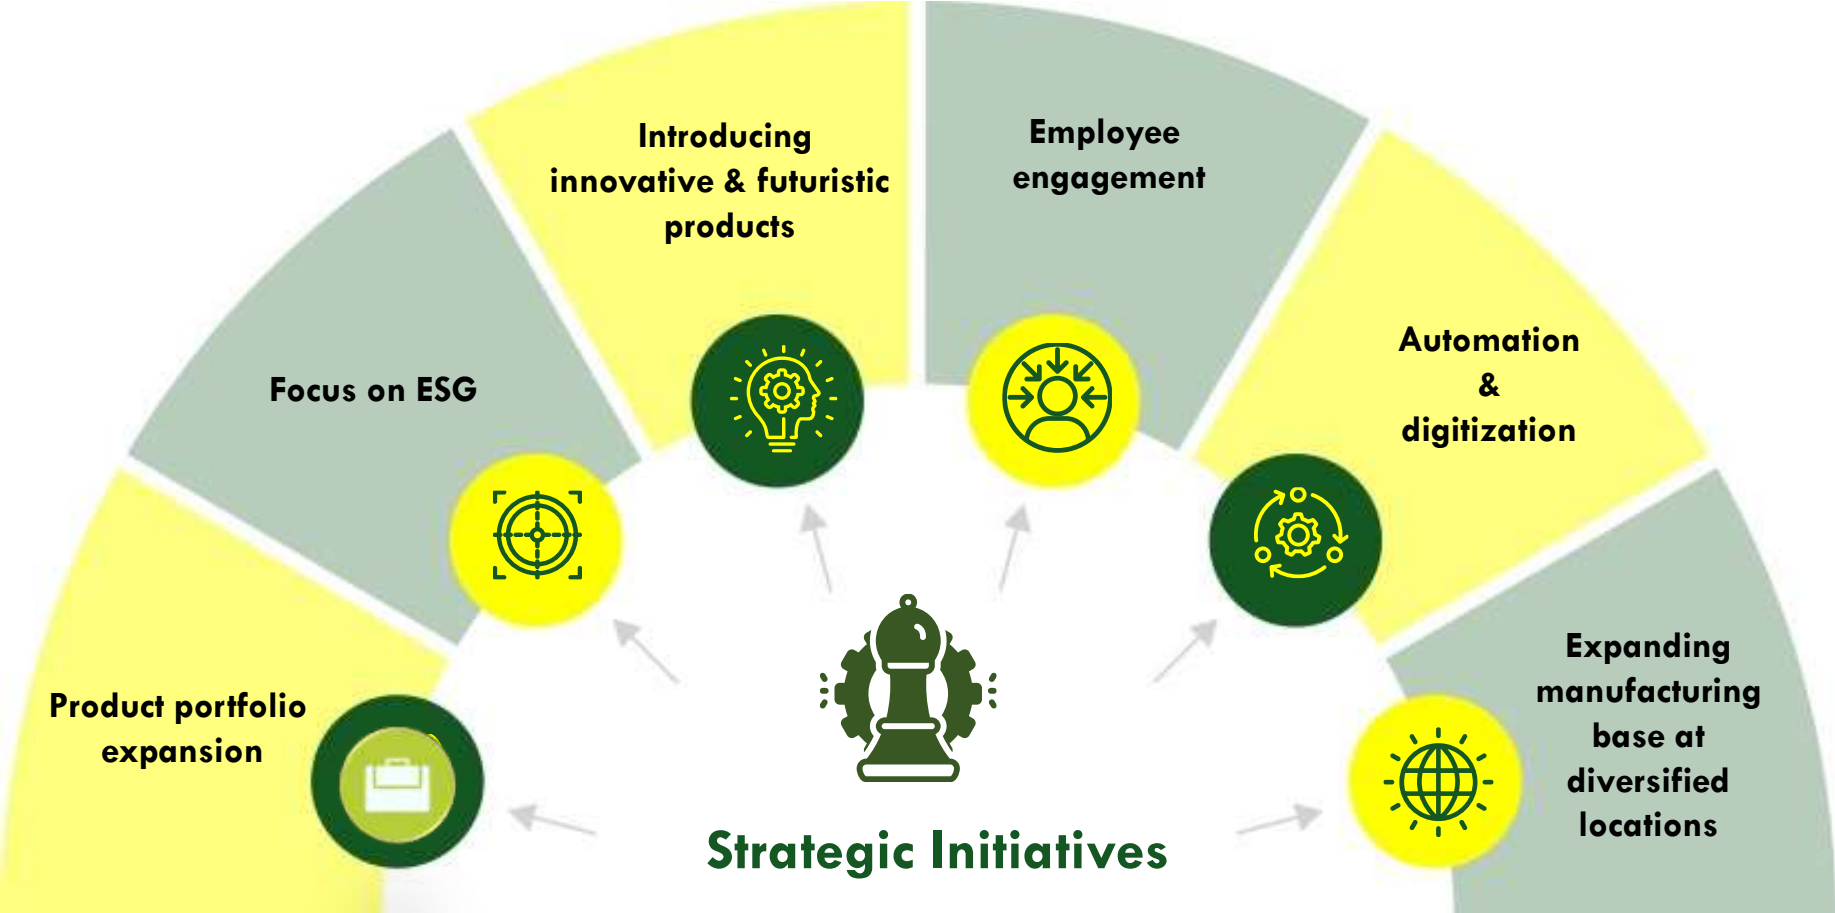 Introducing
innovative & futuristic
products
Employee
engagement
Focus on ESG
Automation
&
digitization
Product portfolio
expansion
Expanding
manufacturing
base at
diversified
locations
Strategic Initiatives